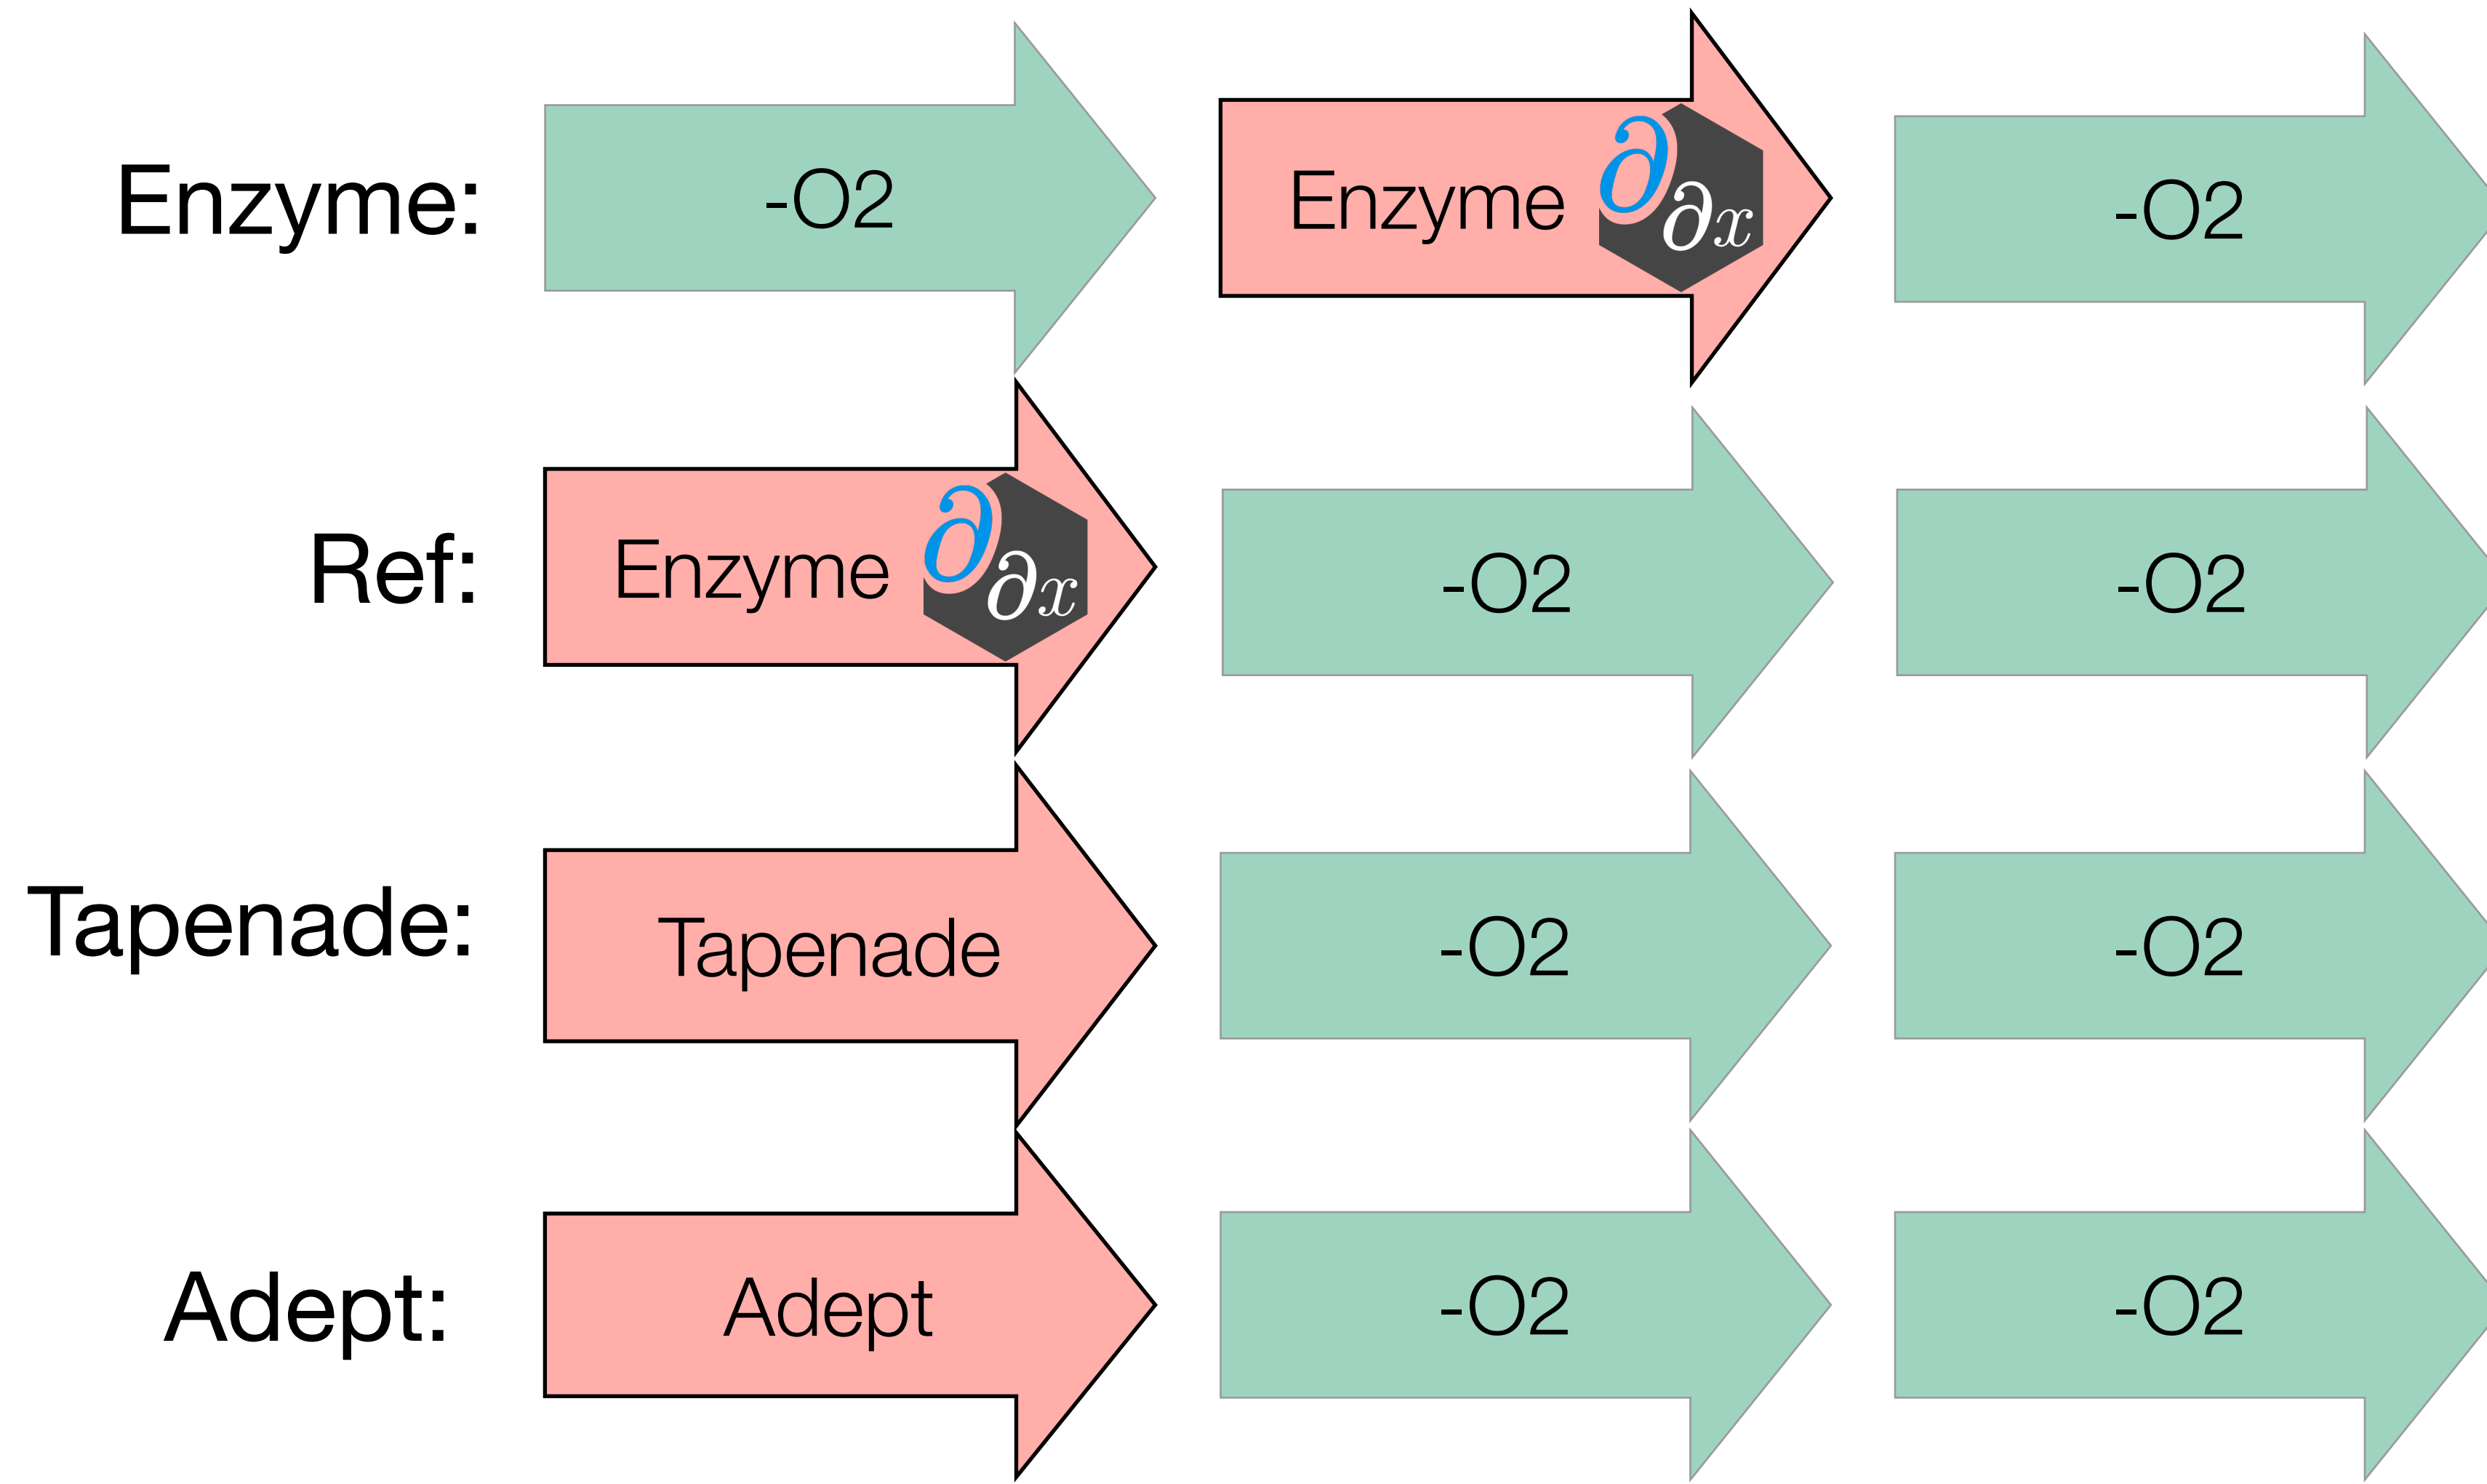 Enzyme: -O2 Enzyme ∂ ∂x -O2
Ref: Enzyme ∂ ∂x -O2 -O2
Tapenade: Tapenade -O2 -O2
Adept: Adept -O2 -O2